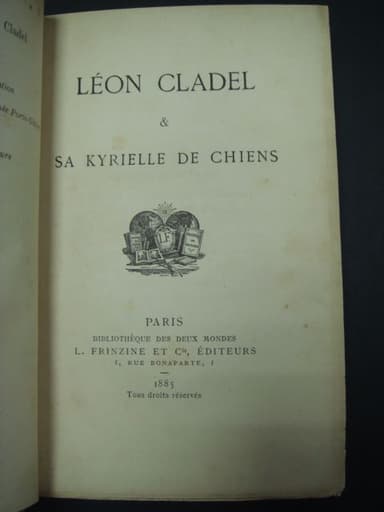 Cladel
LÉON CLADEL
&
SA KYRIELLE DE CHIENS
LF
PARIS
BIBLIOTHÈQUE DES DEUX MONDES
L. FRINZINE ET Cie, ÉDITEURS
1, RUE BONAPARTE, 1
—
1885
Tous droits réservés